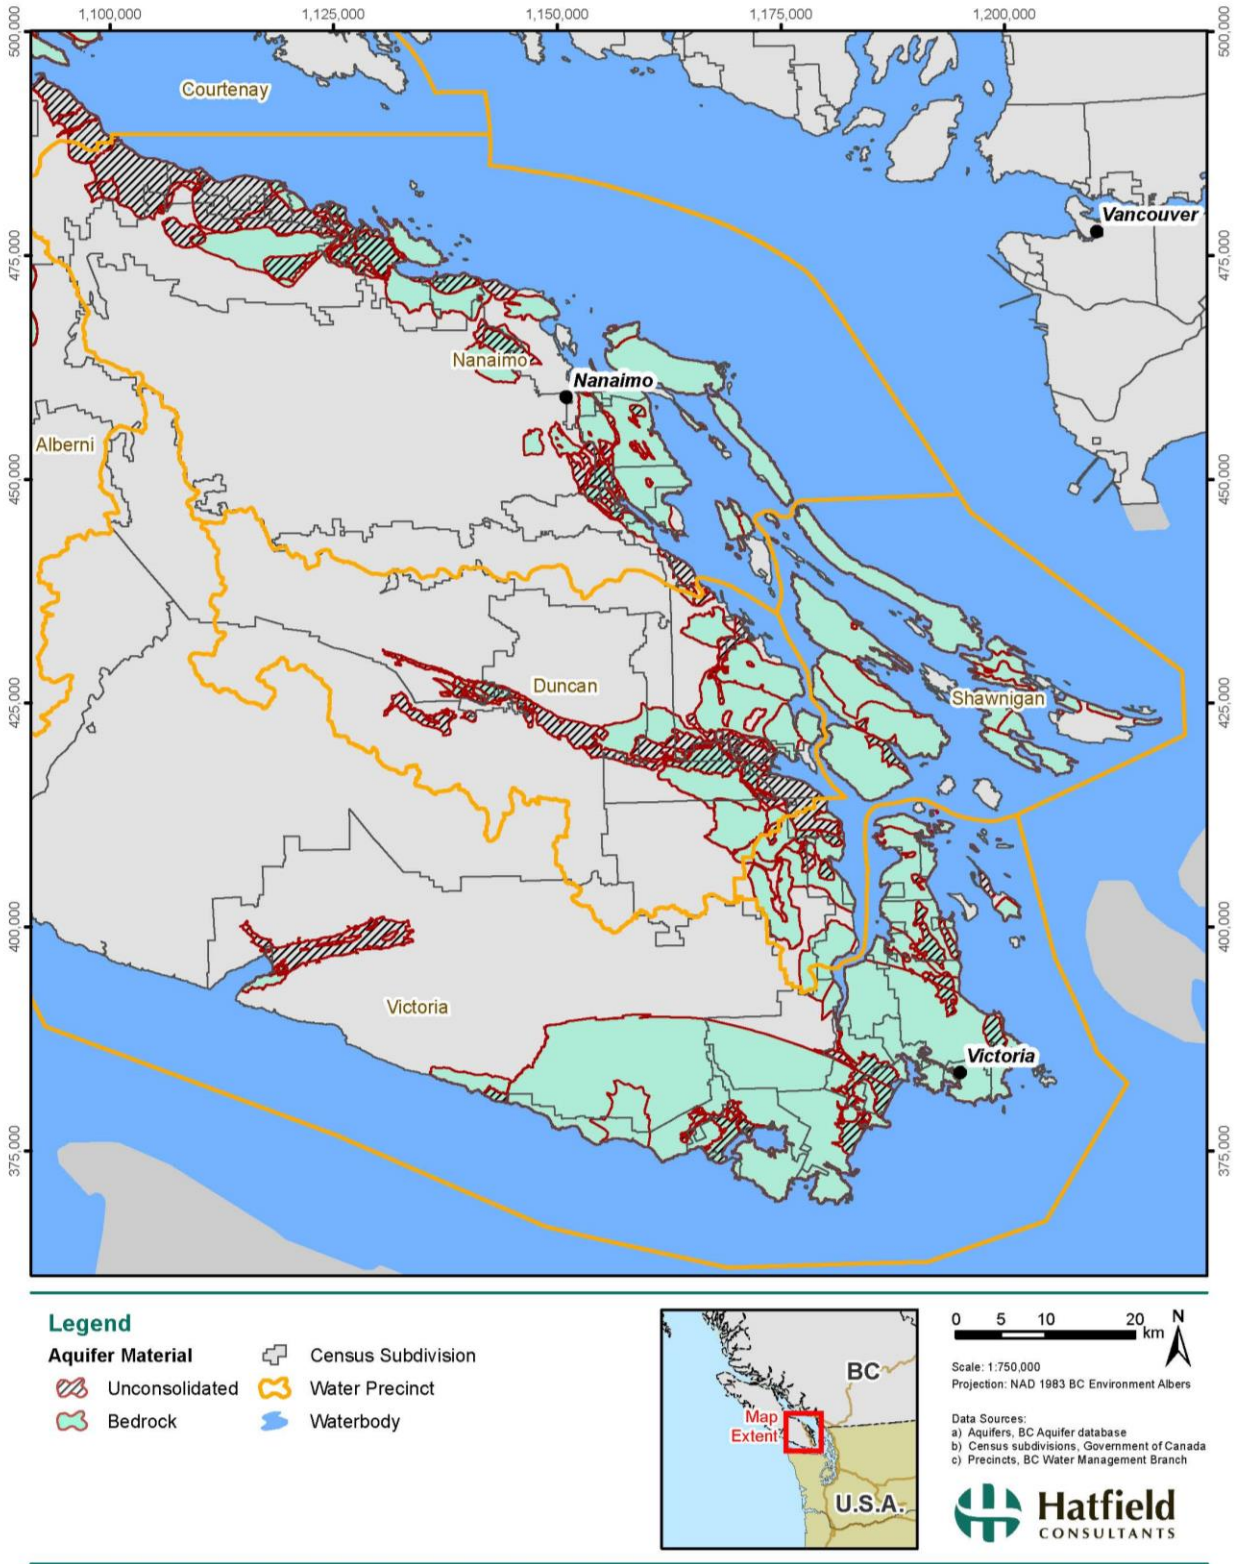 1,100,000 1,125,000 1,150,000 1,175,000 1,200,000
500,000
500,000
Courtenay
Vancouver
475,000
475,000
Nanaimo
Nanaimo
Alberni
450,000
450,000
Duncan
Shawnigan
425,000
425,000
400,000
400,000
Victoria
Victoria
375,000
375,000
Legend
Aquifer Material
Unconsolidated
Bedrock
Census Subdivision
Water Precinct
Waterbody
BC
Map
Extent
U.S.A.
0 5 10 20
km
N
Scale: 1:750,000
Projection: NAD 1983 BC Environment Albers
Data Sources:
a) Aquifers, BC Aquifer database
b) Census subdivisions, Government of Canada
c) Precincts, BC Water Management Branch
Hatfield
CONSULTANTS